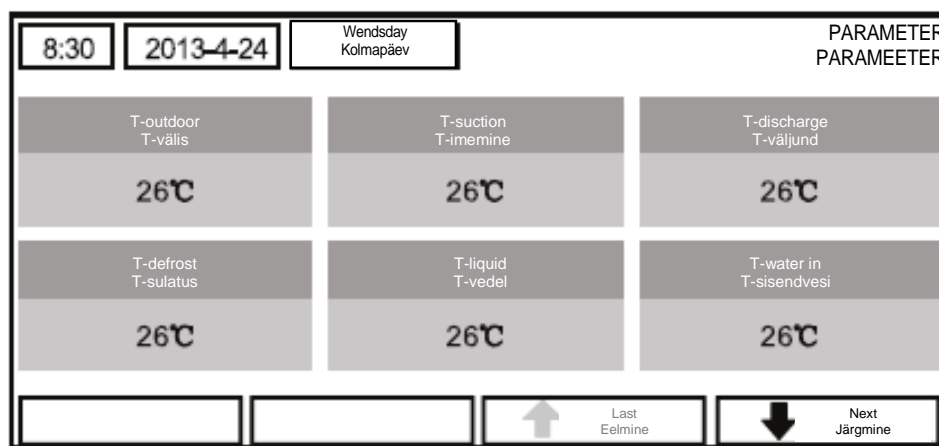 8:30
2013-4-24
Wendsday
Kolmapäev
PARAMETER
PARAMEETER
T-outdoor
T-välis
T-suction
T-imemine
T-discharge
T-väljund
26℃
26℃
26℃
T-defrost
T-sulatus
T-liquid
T-vedel
T-water in
T-sisendvesi
26℃
26℃
26℃
Last
Eelmine
Next
Järgmine